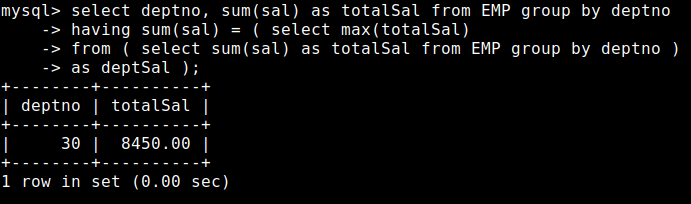 mysql> select deptno, sum(sal) as totalSal from EMP group by deptno
    -> having sum(sal) = ( select max(totalSal)
    -> from ( select sum(sal) as totalSal from EMP group by deptno )
    -> as deptSal );
+--------+----------+
| deptno | totalSal |
+--------+----------+
|     30 |  8450.00 |
+--------+----------+
1 row in set (0.00 sec)